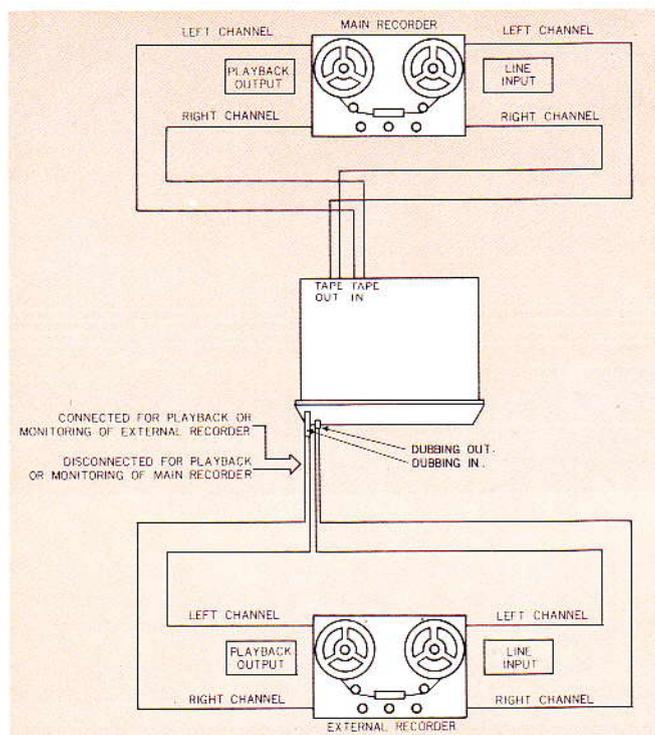 MAIN RECORDER
LEFT CHANNEL
LEFT CHANNEL
PLAYBACK
OUTPUT
LINE
INPUT
RIGHT CHANNEL
RIGHT CHANNEL
TAPE TAPE
OUT IN
CONNECTED FOR PLAYBACK OR
MONITORING OF EXTERNAL RECORDER
DISCONNECTED FOR PLAYBACK
OR MONITORING OF MAIN RECORDER
DUBBING OUT.
DUBBING IN.
LEFT CHANNEL
LEFT CHANNEL
PLAYBACK
OUTPUT
LINE
INPUT
RIGHT CHANNEL
RIGHT CHANNEL
EXTERNAL RECORDER